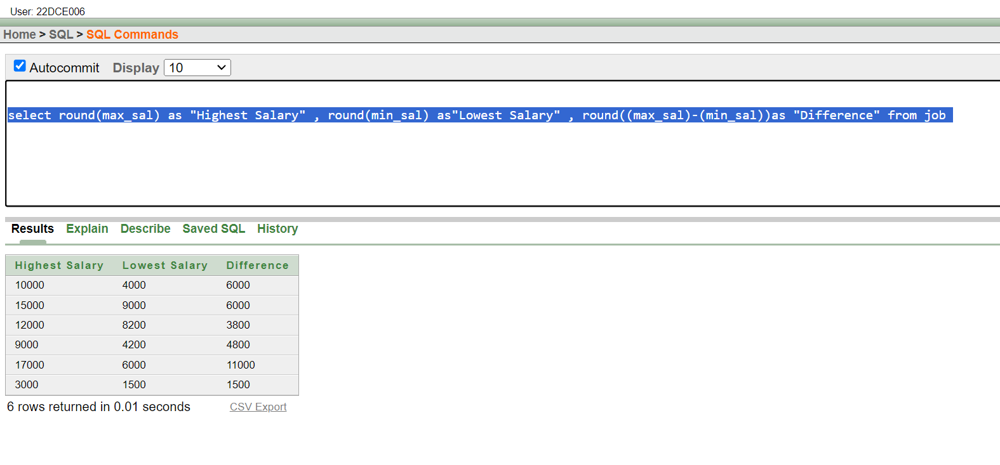 User: 22DCE006
Home > SQL > SQL Commands
Autocommit Display 10
select round(max_sal) as "Highest Salary" , round(min_sal) as"Lowest Salary" , round((max_sal)-(min_sal))as "Difference" from job
Results Explain Describe Saved SQL History
Highest Salary Lowest Salary Difference
10000 4000 6000
15000 9000 6000
12000 8200 3800
9000 4200 4800
17000 6000 11000
3000 1500 1500
6 rows returned in 0.01 seconds CSV Export